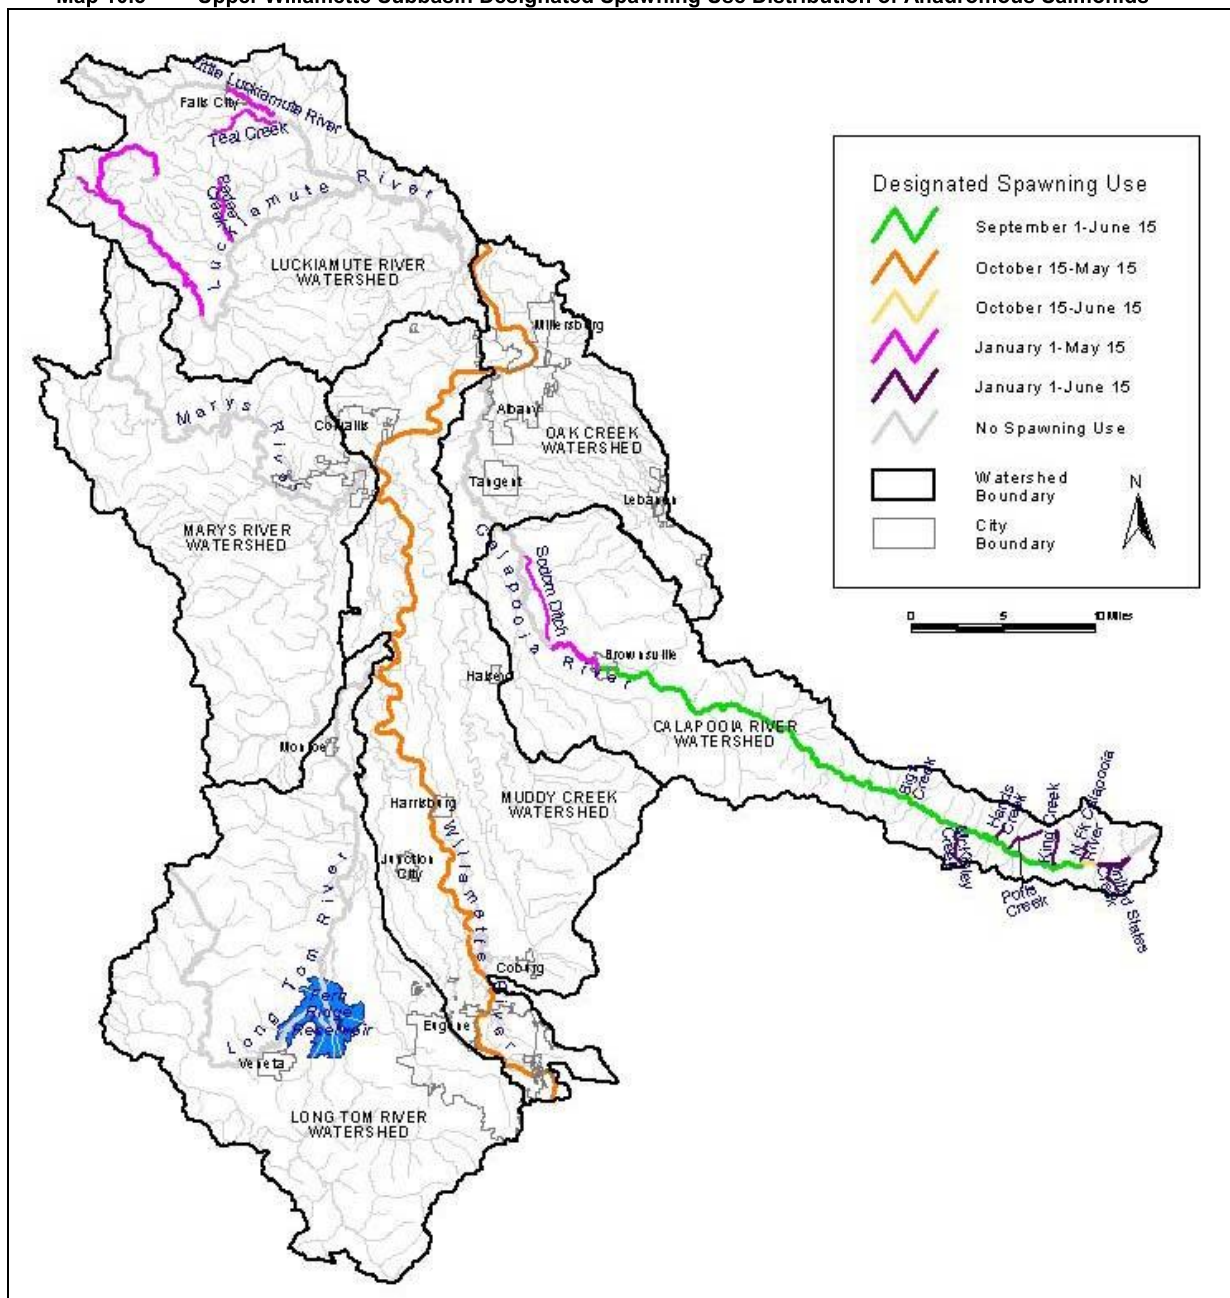 Upper Willamette Subbasin Designated Spawning Use Distribution of Anadromous Salmonids
Little Luckiamute River
Falls City
Teal Creek
Luckiamute River
LUCKIAMUTE RIVER
WATERSHED
Designated Spawning Use
September 1-June 15
October 15-May 15
October 15-June 15
January 1-May 15
January 1-June 15
No Spawning Use
Watershed
Boundary
City
Boundary
N
0 5 10 Miles
Millersburg
Marys River
Corvallis
Albany
OAK CREEK
WATERSHED
Tangent
Lebanon
MARYS RIVER
WATERSHED
Calapooia River
Sodom Ditch
Brownsville
Halsey
CALAPOOIA RIVER
WATERSHED
Monroe
Bigs
Creek
Hands
Creek
King Creek
N Fk Calapooia
River
McKinley
Creek
Potts
Creek
United States
Creek
Harrisburg
MUDDY CREEK
WATERSHED
Junction
City
Willamette River
Long Tom River
Coburg
Fern
Ridge
Reservoir
Eugene
Veneta
LONG TOM RIVER
WATERSHED